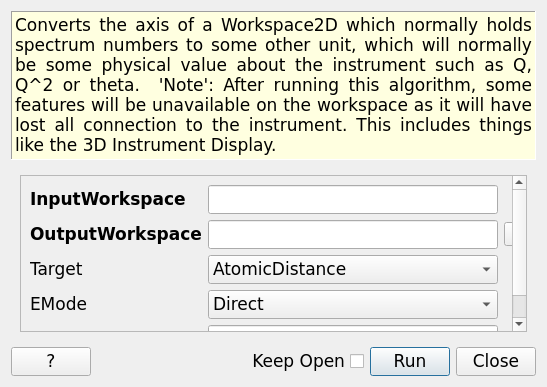 Converts the axis of a Workspace2D which normally holds
spectrum numbers to some other unit, which will normally
be some physical value about the instrument such as Q,
Q^2 or theta. 'Note': After running this algorithm, some
features will be unavailable on the workspace as it will have
lost all connection to the instrument. This includes things
like the 3D Instrument Display.
InputWorkspace
OutputWorkspace
Target AtomicDistance
EMode Direct
? Keep Open Run Close